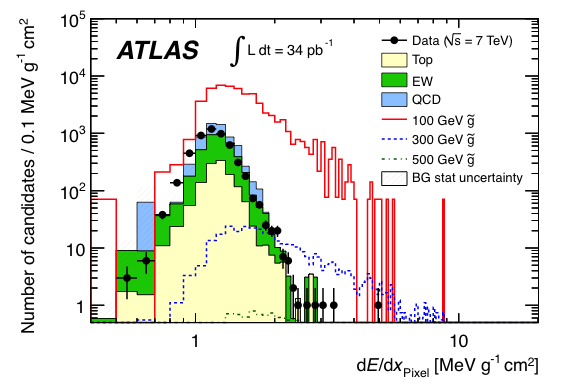 ATLAS
∫ L dt = 34 pb⁻¹
Data (√s = 7 TeV)
Top
EW
QCD
100 GeV g̃
300 GeV g̃
500 GeV g̃
BG stat uncertainty
Number of candidates / 0.1 MeV g⁻¹ cm²
10⁵
10⁴
10³
10²
10
1
1
10
dE/dx_Pixel [MeV g⁻¹ cm²]